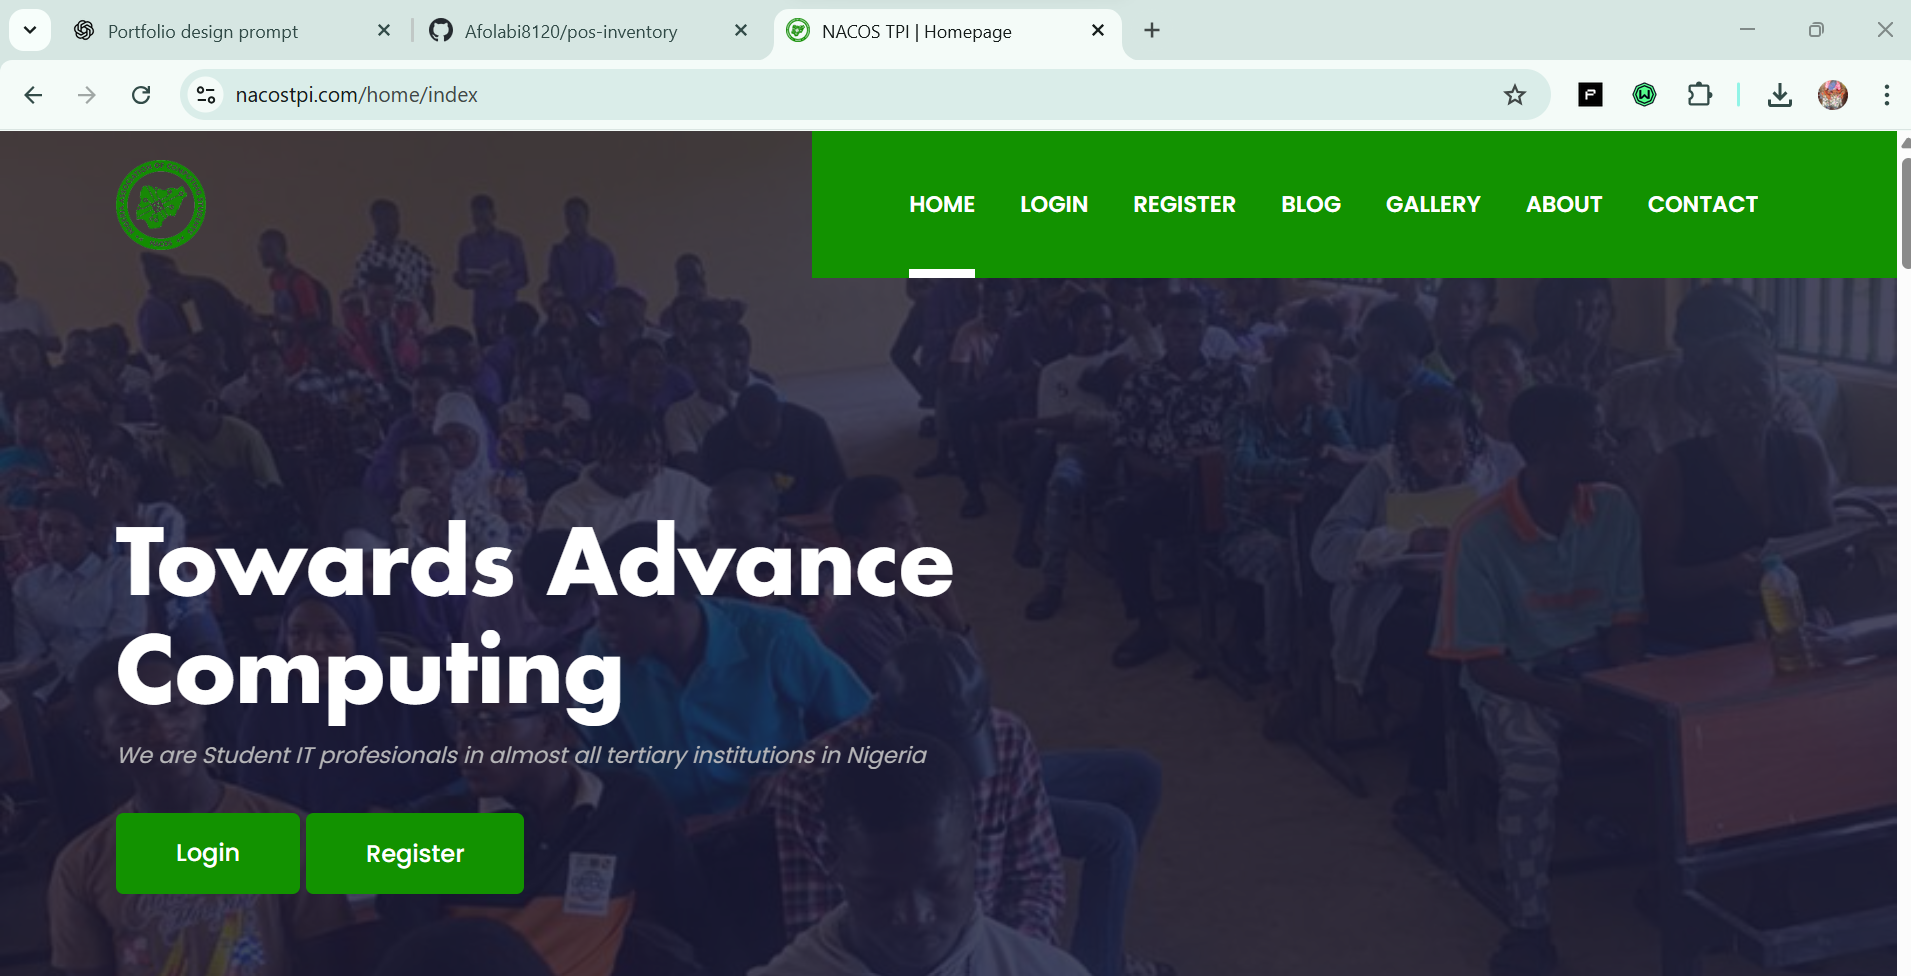 Portfolio design prompt
Afolabi8120/pos-inventory
NACOS TPI | Homepage
nacostpi.com/home/index
HOME
LOGIN
REGISTER
BLOG
GALLERY
ABOUT
CONTACT
Towards Advance
Computing
We are Student IT profesionals in almost all tertiary institutions in Nigeria
Login
Register